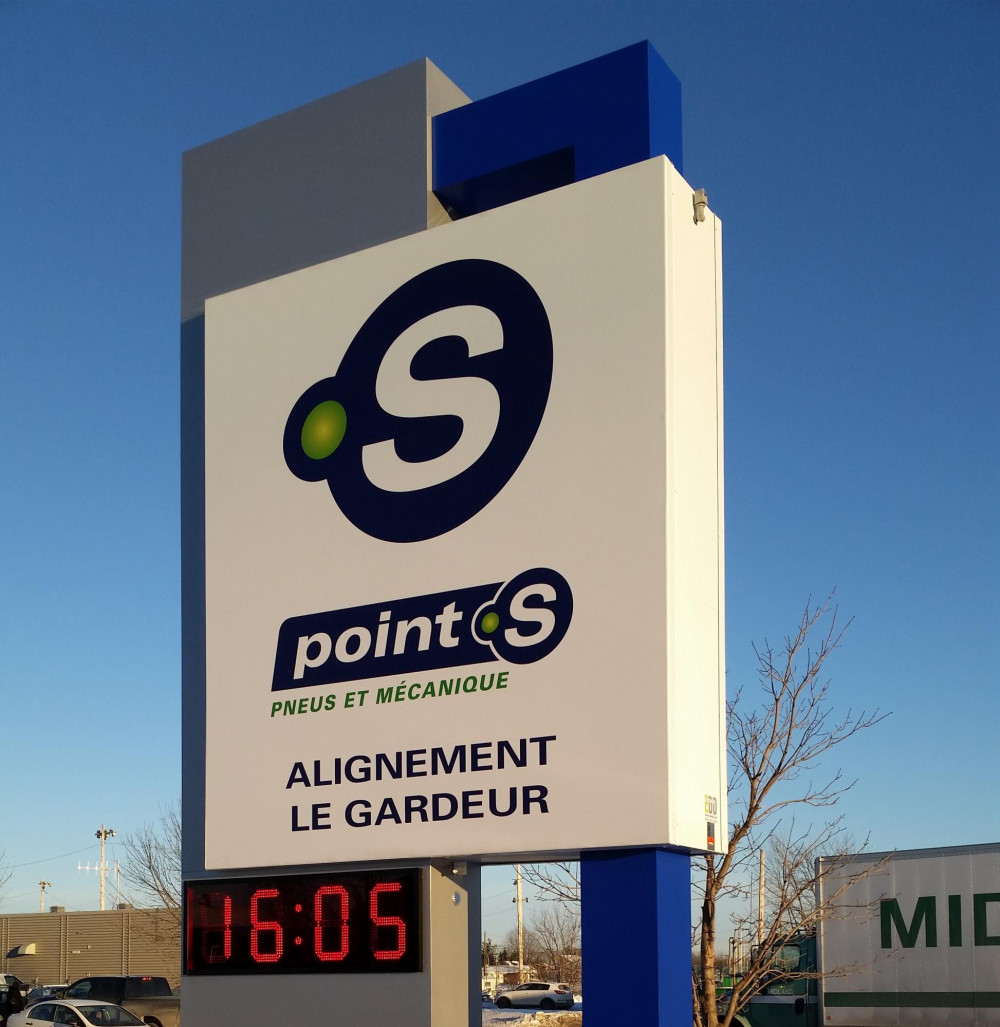 S
point S
PNEUS ET MÉCANIQUE
ALIGNEMENT
LE GARDEUR
16:05
MID